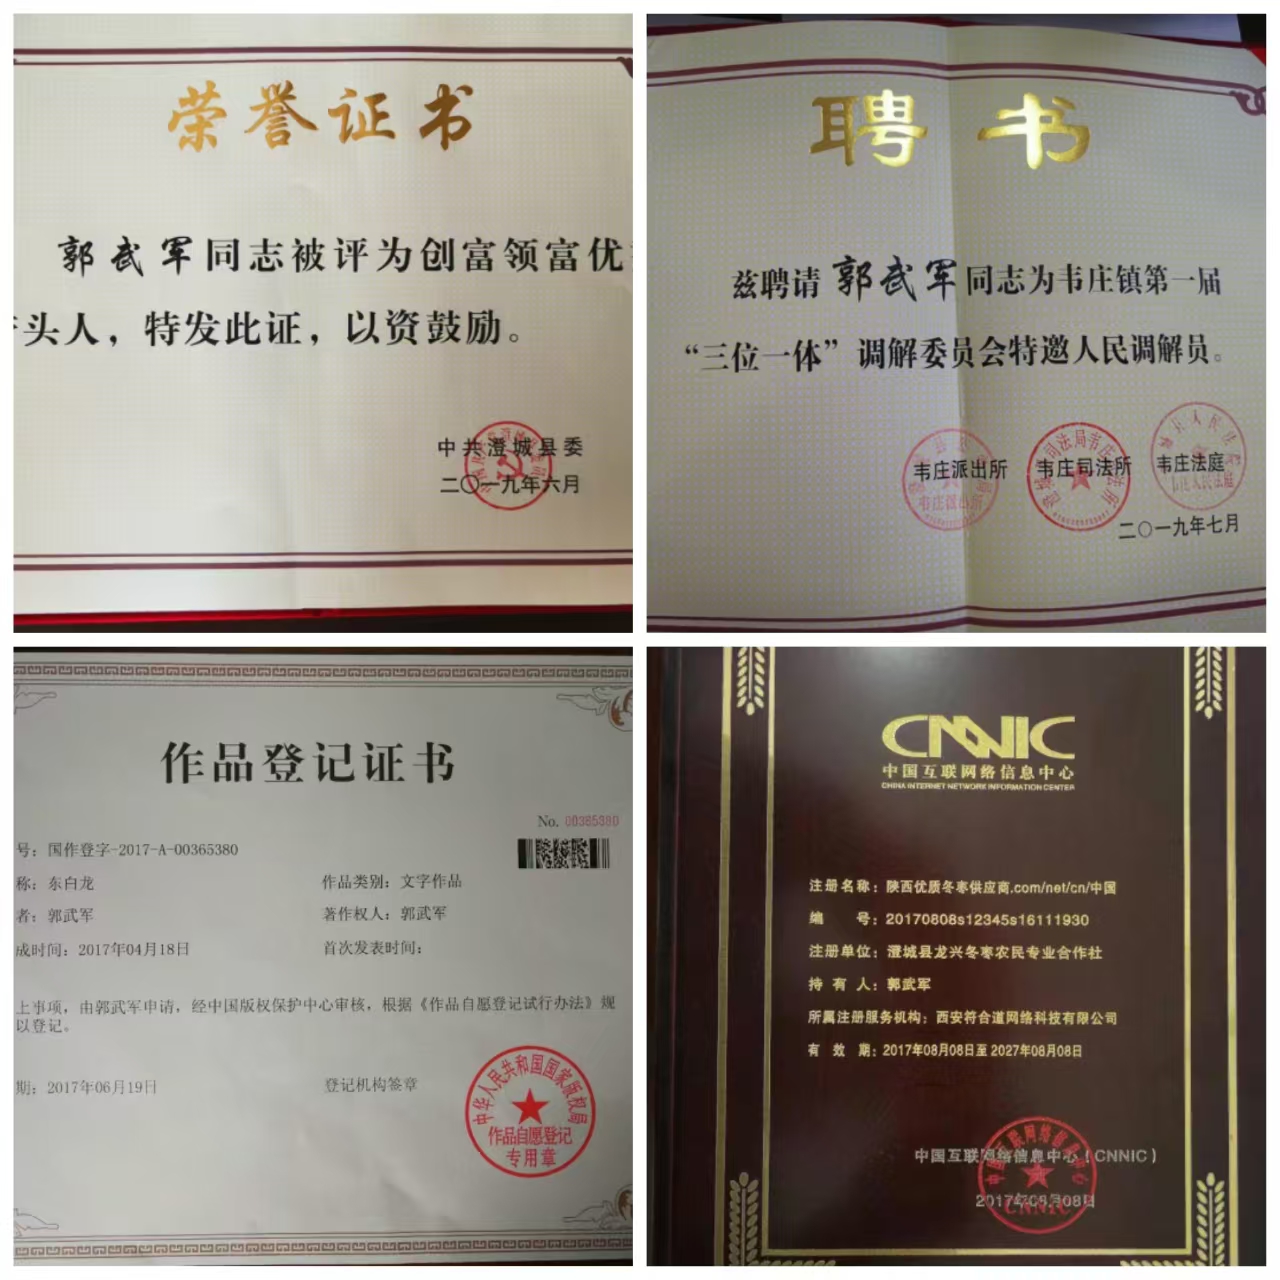 荣誉证书
郭武军同志被评为创富领富优
头人，特发此证，以资鼓励。
中共澄城县委
二〇一九年六月
聘书
兹聘请郭武军同志为韦庄镇第一届
“三位一体”调解委员会特邀人民调解员。
韦庄派出所 韦庄司法所 韦庄法庭
二〇一九年七月
作品登记证书
No. 00365380
号：国作登字-2017-A-00365380
称：东白龙 作品类别：文字作品
者：郭武军 著作权人：郭武军
成时间：2017年04月18日 首次发表时间：
上事项，由郭武军申请，经中国版权保护中心审核，根据《作品自愿登记试行办法》规
以登记。
期：2017年06月19日 登记机构签章
中华人民共和国国家版权局
作品自愿登记
专用章
CNNIC
中国互联网络信息中心
CHINA INTERNET NETWORK INFORMATION CENTER
注册名称：陕西优质冬枣供应商.com/net/cn/中国
编 号：20170808s12345s16111930
注册单位：澄城县龙兴冬枣农民专业合作社
持有人：郭武军
所属注册服务机构：西安符合道网络科技有限公司
有效期：2017年08月08日至2027年08月08日
中国互联网络信息中心（CNNIC）
2017年08月08日
CNNIC